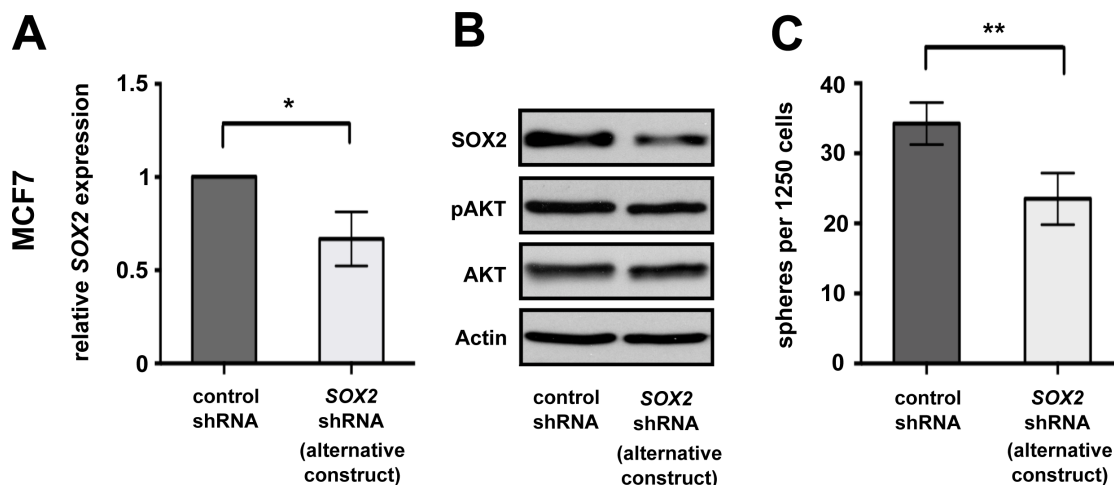 A
B
C
MCF7
relative SOX2 expression
1.5
1
0.5
0
*
control
shRNA
SOX2
shRNA
(alternative
construct)
SOX2
pAKT
AKT
Actin
control
shRNA
SOX2
shRNA
(alternative
construct)
spheres per 1250 cells
40
30
20
10
0
**
control
shRNA
SOX2
shRNA
(alternative
construct)